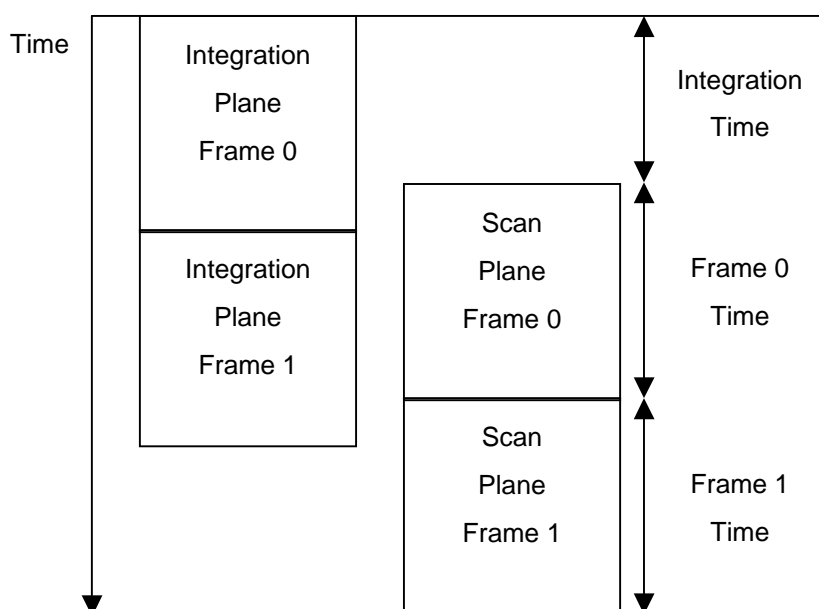 Time
Integration
Plane
Frame 0
Integration
Time
Integration
Plane
Frame 1
Scan
Plane
Frame 0
Frame 0
Time
Scan
Plane
Frame 1
Frame 1
Time